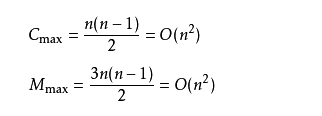 C_max = n(n − 1)/2 = O(n²)
M_max = 3n(n − 1)/2 = O(n²)